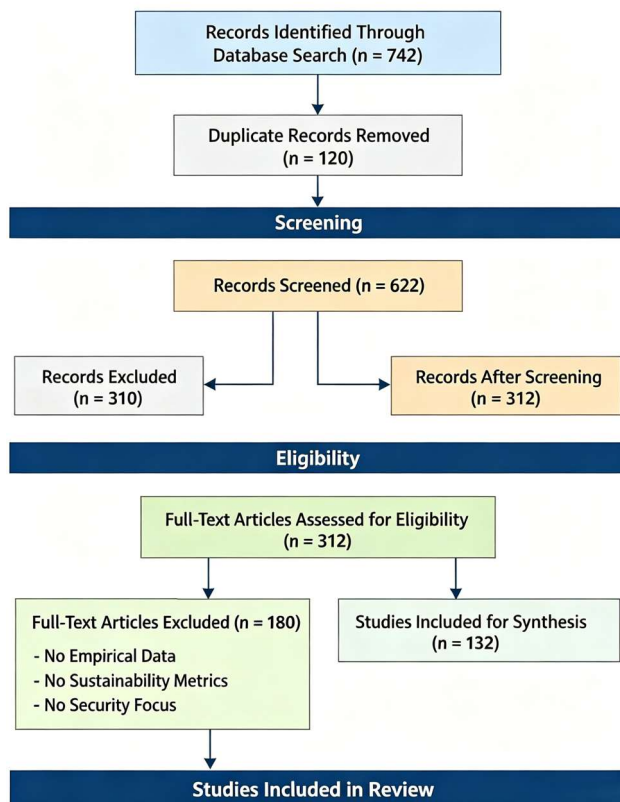 Records Identified Through
Database Search (n = 742)
Duplicate Records Removed
(n = 120)
Screening
Records Screened (n = 622)
Records Excluded
(n = 310)
Records After Screening
(n = 312)
Eligibility
Full-Text Articles Assessed for Eligibility
(n = 312)
Full-Text Articles Excluded (n = 180)
- No Empirical Data
- No Sustainability Metrics
- No Security Focus
Studies Included for Synthesis
(n = 132)
Studies Included in Review